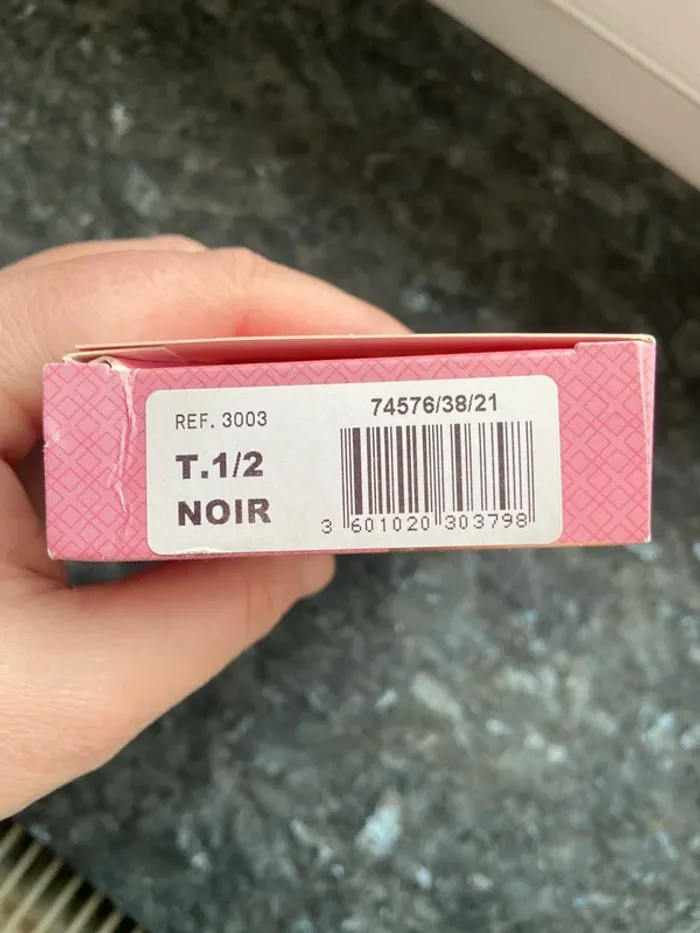 REF. 3003
T.1/2
NOIR
74576/38/21
3 601020 303798